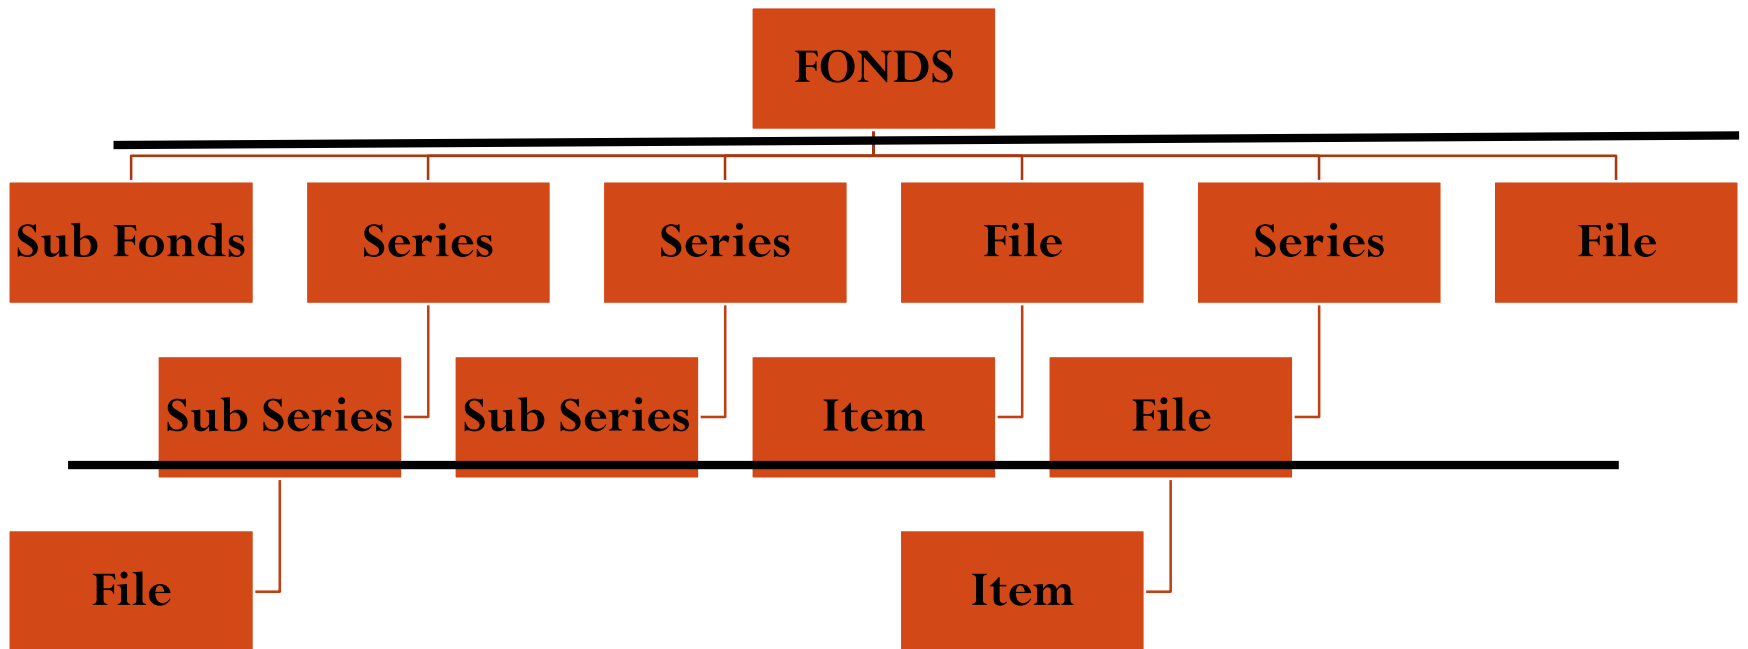 FONDS
Sub Fonds
Series
Series
File
Series
File
Sub Series
Sub Series
Item
File
File
Item